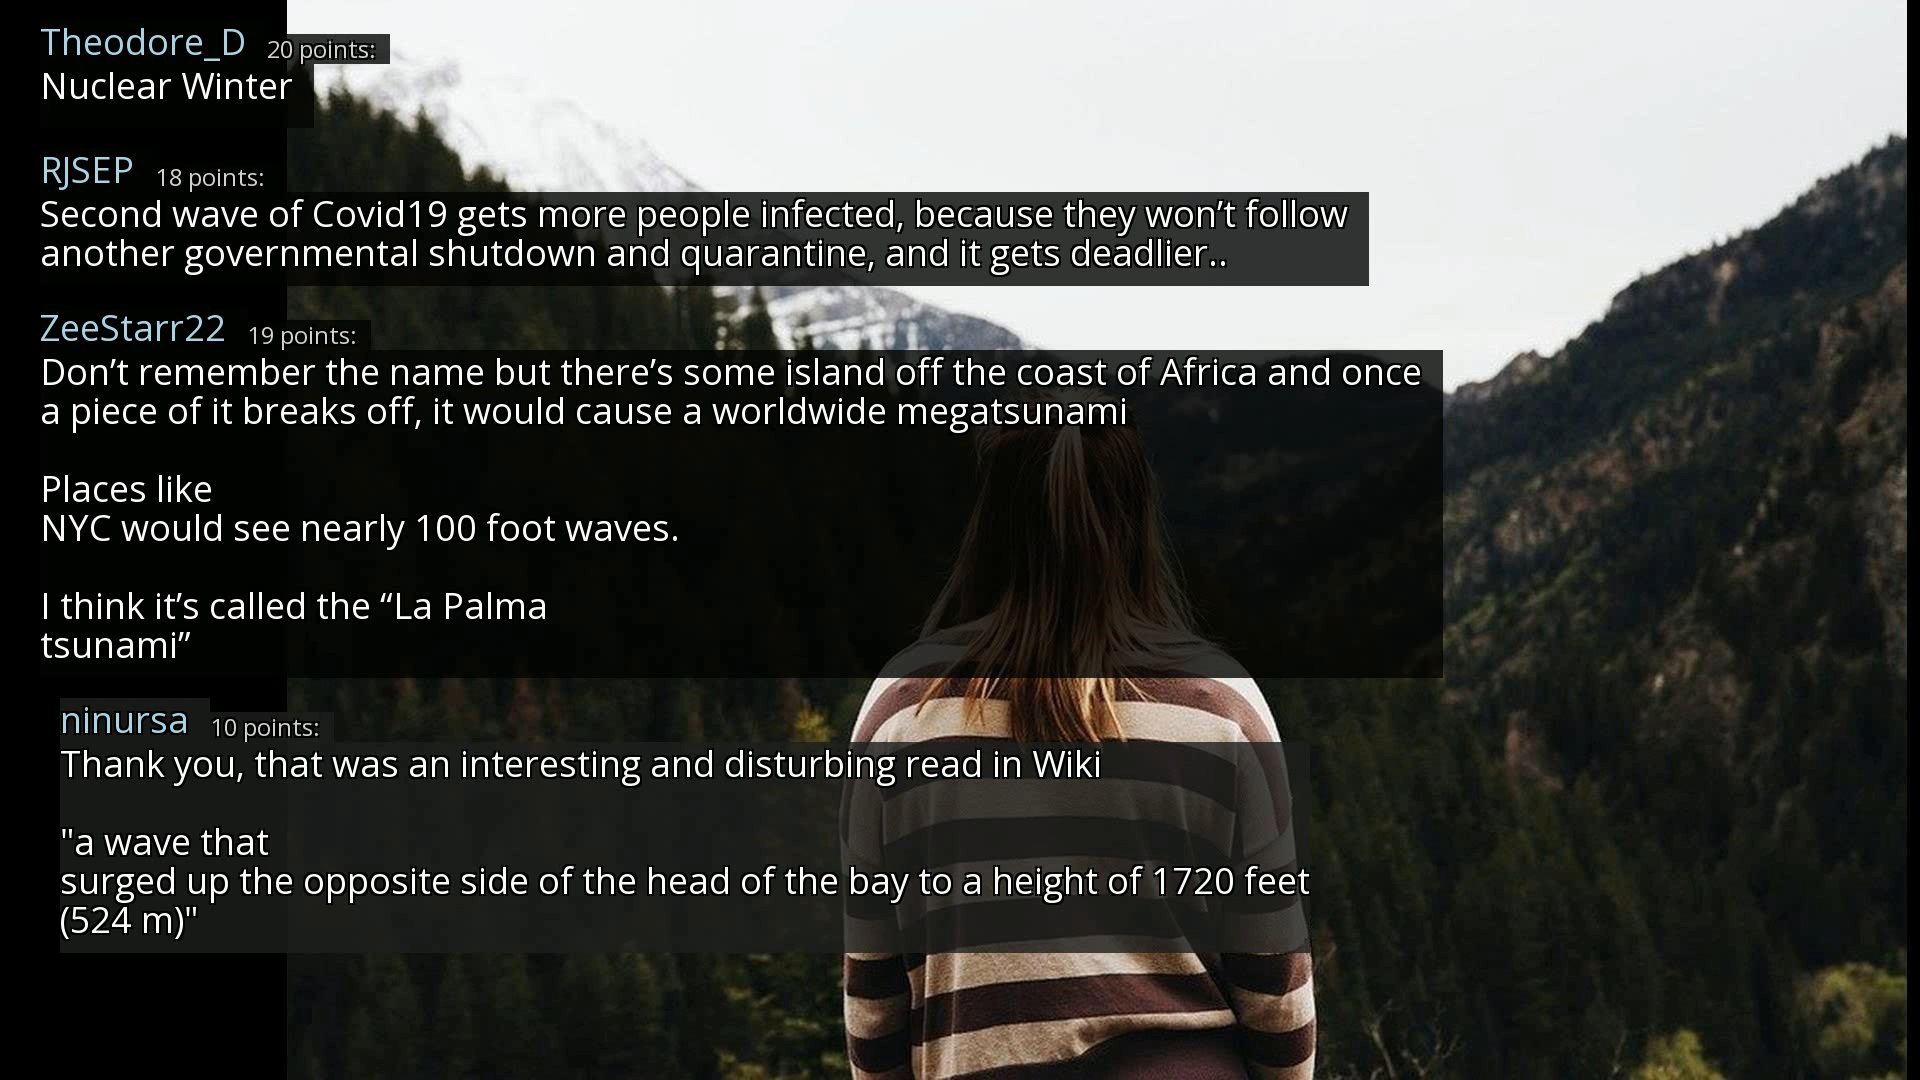 Theodore_D 20 points:
Nuclear Winter
RJSEP 18 points:
Second wave of Covid19 gets more people infected, because they won’t follow
another governmental shutdown and quarantine, and it gets deadlier..
ZeeStarr22 19 points:
Don’t remember the name but there’s some island off the coast of Africa and once
a piece of it breaks off, it would cause a worldwide megatsunami
Places like
NYC would see nearly 100 foot waves.
I think it’s called the “La Palma
tsunami”
ninursa 10 points:
Thank you, that was an interesting and disturbing read in Wiki
"a wave that
surged up the opposite side of the head of the bay to a height of 1720 feet
(524 m)"